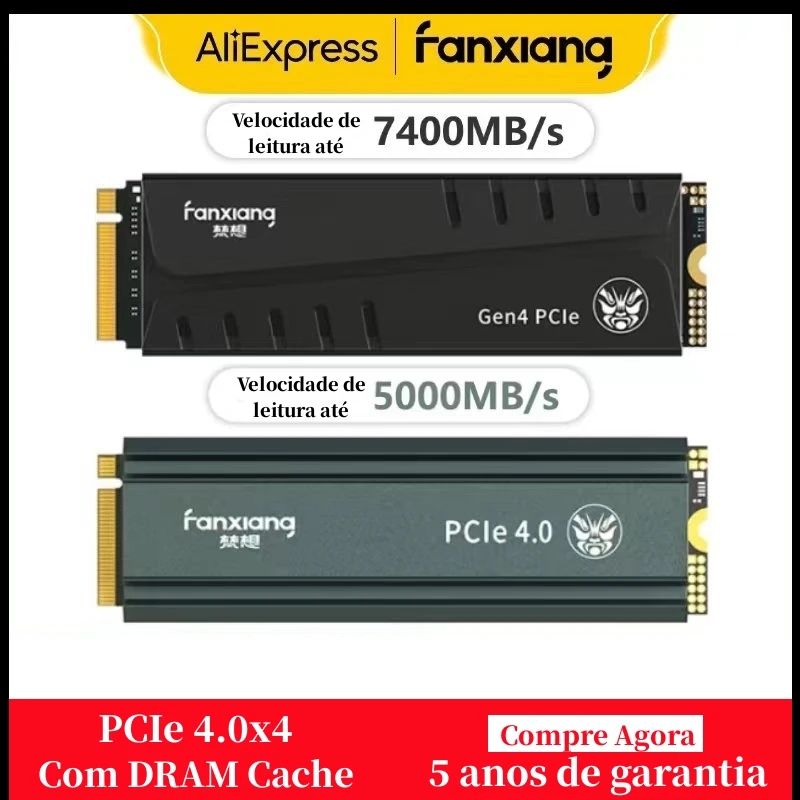 AliExpress fanxiang
Velocidade de
leitura até 7400MB/s
fanxiang
梵想
Gen4 PCIe
Velocidade de
leitura até 5000MB/s
fanxiang
梵想
PCIe 4.0
PCIe 4.0x4
Com DRAM Cache
Compre Agora
5 anos de garantia